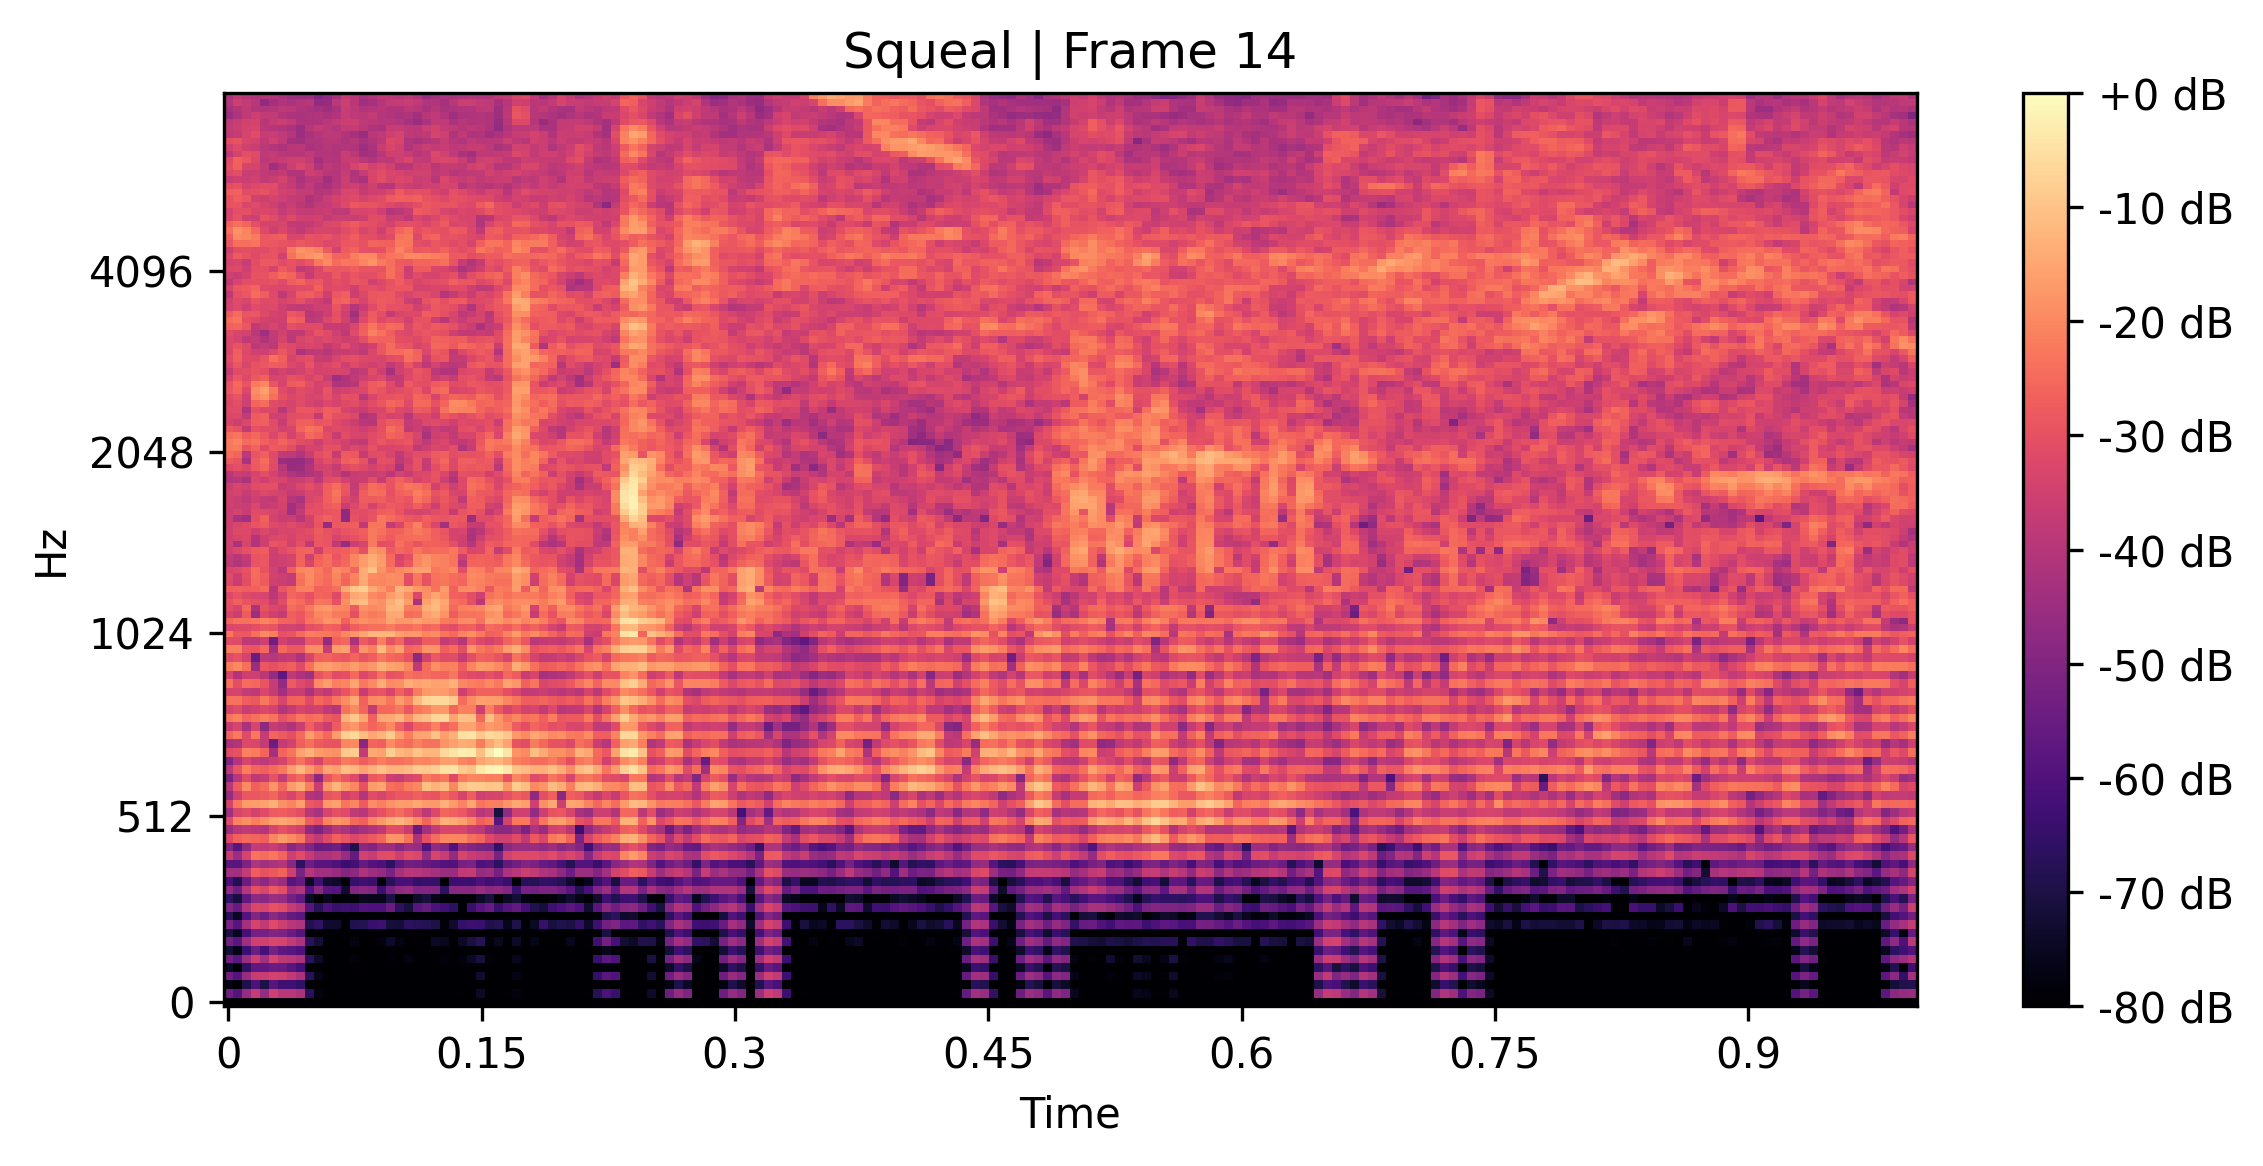 Squeal | Frame 14
+0 dB
-10 dB
-20 dB
-30 dB
-40 dB
-50 dB
-60 dB
-70 dB
-80 dB
4096
2048
1024
512
0
Hz
0 0.15 0.3 0.45 0.6 0.75 0.9
Time